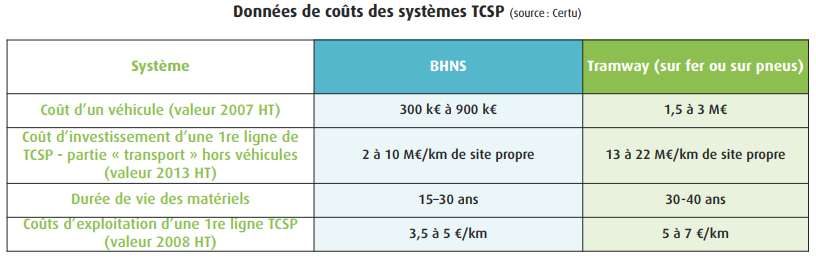 Données de coûts des systèmes TCSP (source : Certu)
Système
BHNS
Tramway (sur fer ou sur pneus)
Coût d’un véhicule (valeur 2007 HT)
300 k€ à 900 k€
1,5 à 3 M€
Coût d’investissement d’une 1re ligne de
TCSP - partie « transport » hors véhicules
(valeur 2013 HT)
2 à 10 M€/km de site propre
13 à 22 M€/km de site propre
Durée de vie des matériels
15–30 ans
30-40 ans
Coûts d’exploitation d’une 1re ligne TCSP
(valeur 2008 HT)
3,5 à 5 €/km
5 à 7 €/km